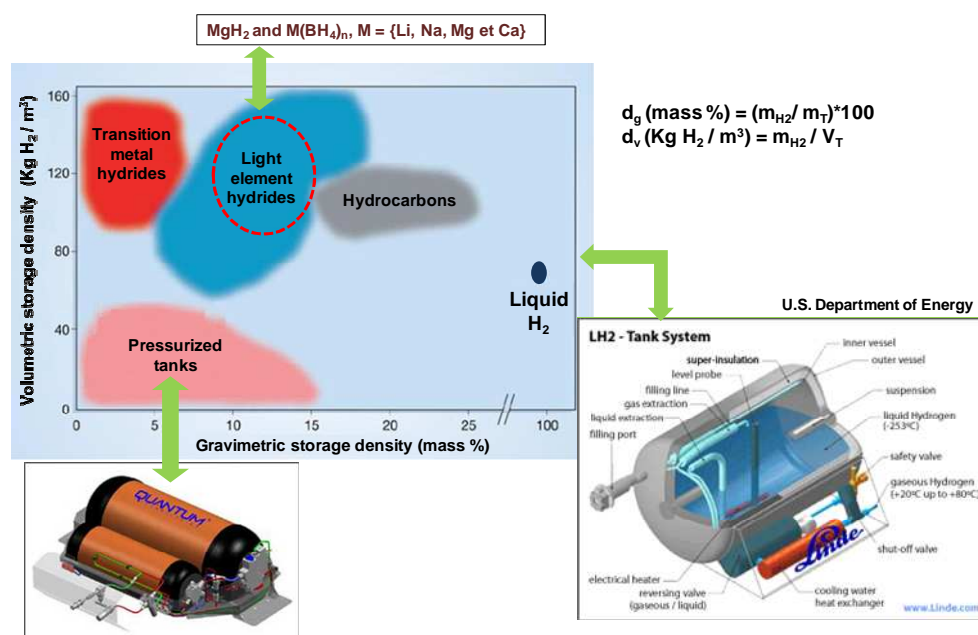 MgH2 and M(BH4)n, M = {Li, Na, Mg et Ca}
Volumetric storage density (Kg H2 / m3)
160
120
80
40
0
Transition
metal
hydrides
Light
element
hydrides
Hydrocarbons
Liquid
H2
Pressurized
tanks
0
5
10
15
20
25
100
Gravimetric storage density (mass %)
dg (mass %) = (mH2/ mT)*100
dv (Kg H2 / m3) = mH2 / VT
U.S. Department of Energy
LH2 - Tank System
inner vessel
outer vessel
super-insulation
level probe
filling line
gas extraction
liquid extraction
filling port
suspension
liquid Hydrogen
(-253ºC)
safety valve
gaseous Hydrogen
(+20ºC up to +80ºC)
shut-off valve
Linde
electrical heater
reversing valve
(gaseous / liquid)
cooling water
heat exchanger
www.Linde.com
QUANTUM